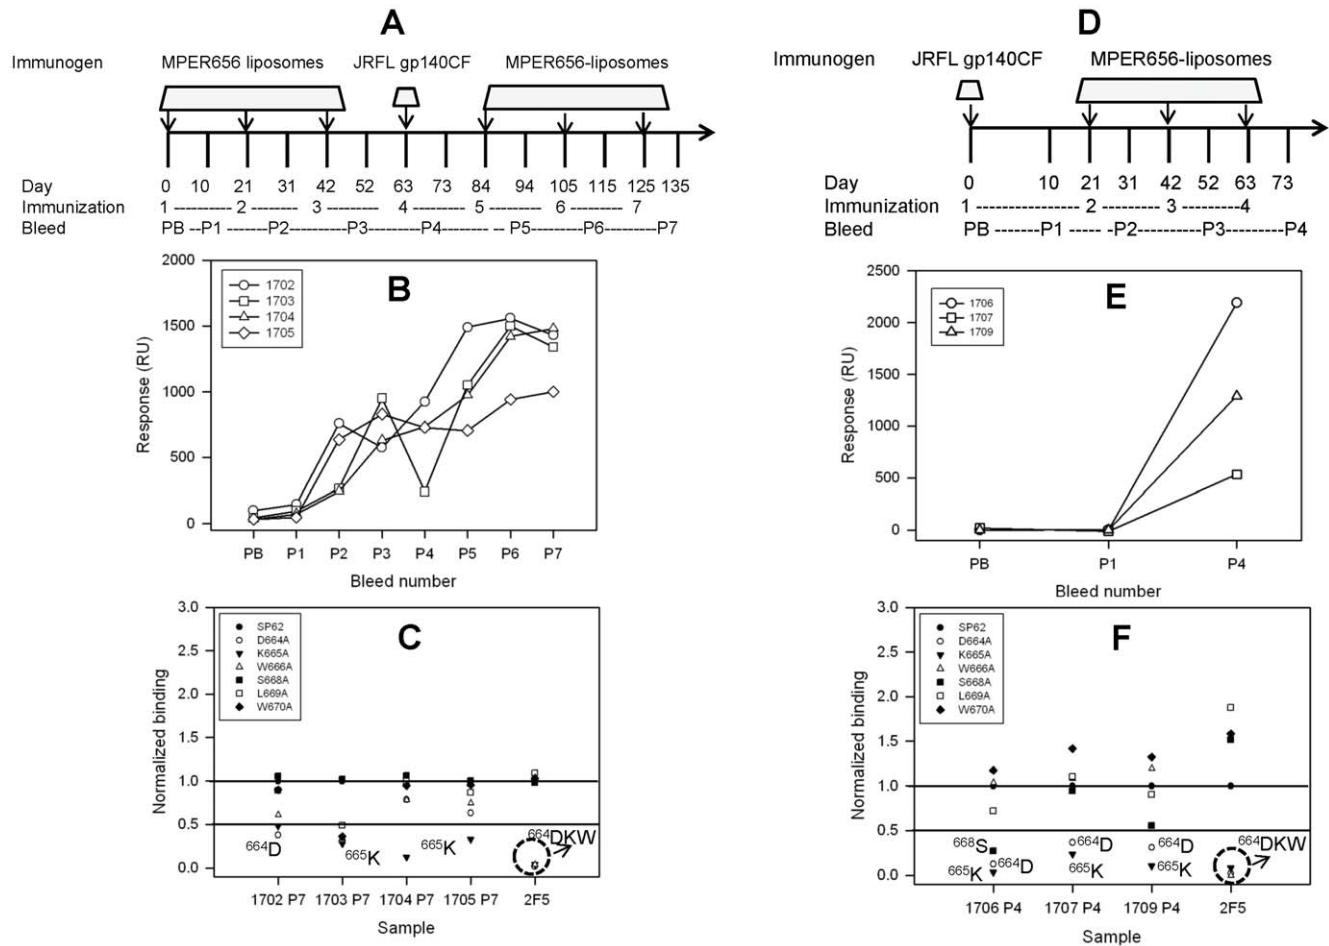 A
Immunogen
MPER656 liposomes
JRFL gp140CF
MPER656-liposomes
Day
0 10 21 31 42 52 63 73 84 94 105 115 125 135
Immunization
1 ----------- 2 --------- 3 --------- 4 -------- 5 ---------- 6 --------- 7
Bleed
PB --P1 -------P2-----------P3----------P4-------- -- P5--------P6--------P7
B
2000
1500
1000
500
0
Response (RU)
1702
1703
1704
1705
PB P1 P2 P3 P4 P5 P6 P7
Bleed number
C
3.0
2.5
2.0
1.5
1.0
0.5
0.0
Normalized binding
SP62
D664A
K665A
W666A
S668A
L669A
W670A
664D
665K
665K
664DKW
1702 P7 1703 P7 1704 P7 1705 P7 2F5
Sample
D
Immunogen
JRFL gp140CF
MPER656-liposomes
Day
0 10 21 31 42 52 63 73
Immunization
1 ---------------- 2 --------- 3 --------4
Bleed
PB -------P1 ----- -P2-----------P3----------P4
E
2500
2000
1500
1000
500
0
Response (RU)
1706
1707
1709
PB P1 P4
Bleed number
F
3.0
2.5
2.0
1.5
1.0
0.5
0.0
Normalized binding
SP62
D664A
K665A
W666A
S668A
L669A
W670A
668S
665K
664D
664D
665K
664D
665K
664DKW
1706 P4 1707 P4 1709 P4 2F5
Sample